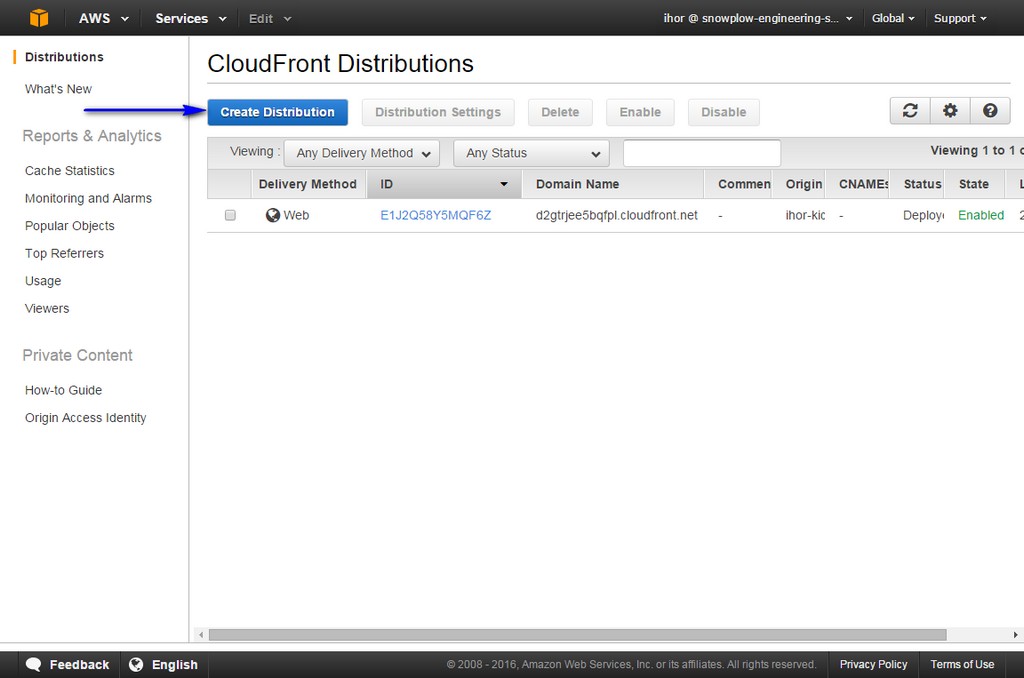 AWS Services Edit ihor @ snowplow-engineering-s... Global Support
Distributions
What's New
Reports & Analytics
Cache Statistics
Monitoring and Alarms
Popular Objects
Top Referrers
Usage
Viewers
Private Content
How-to Guide
Origin Access Identity
CloudFront Distributions
Create Distribution Distribution Settings Delete Enable Disable
Viewing : Any Delivery Method Any Status Viewing 1 to 1
Delivery Method ID Domain Name Commen Origin CNAMEs Status State
Web E1J2Q58Y5MQF6Z d2gtrjee5bqfpl.cloudfront.net - ihor-kic - Deploye Enabled
Feedback English © 2008 - 2016, Amazon Web Services, Inc. or its affiliates. All rights reserved. Privacy Policy Terms of Use